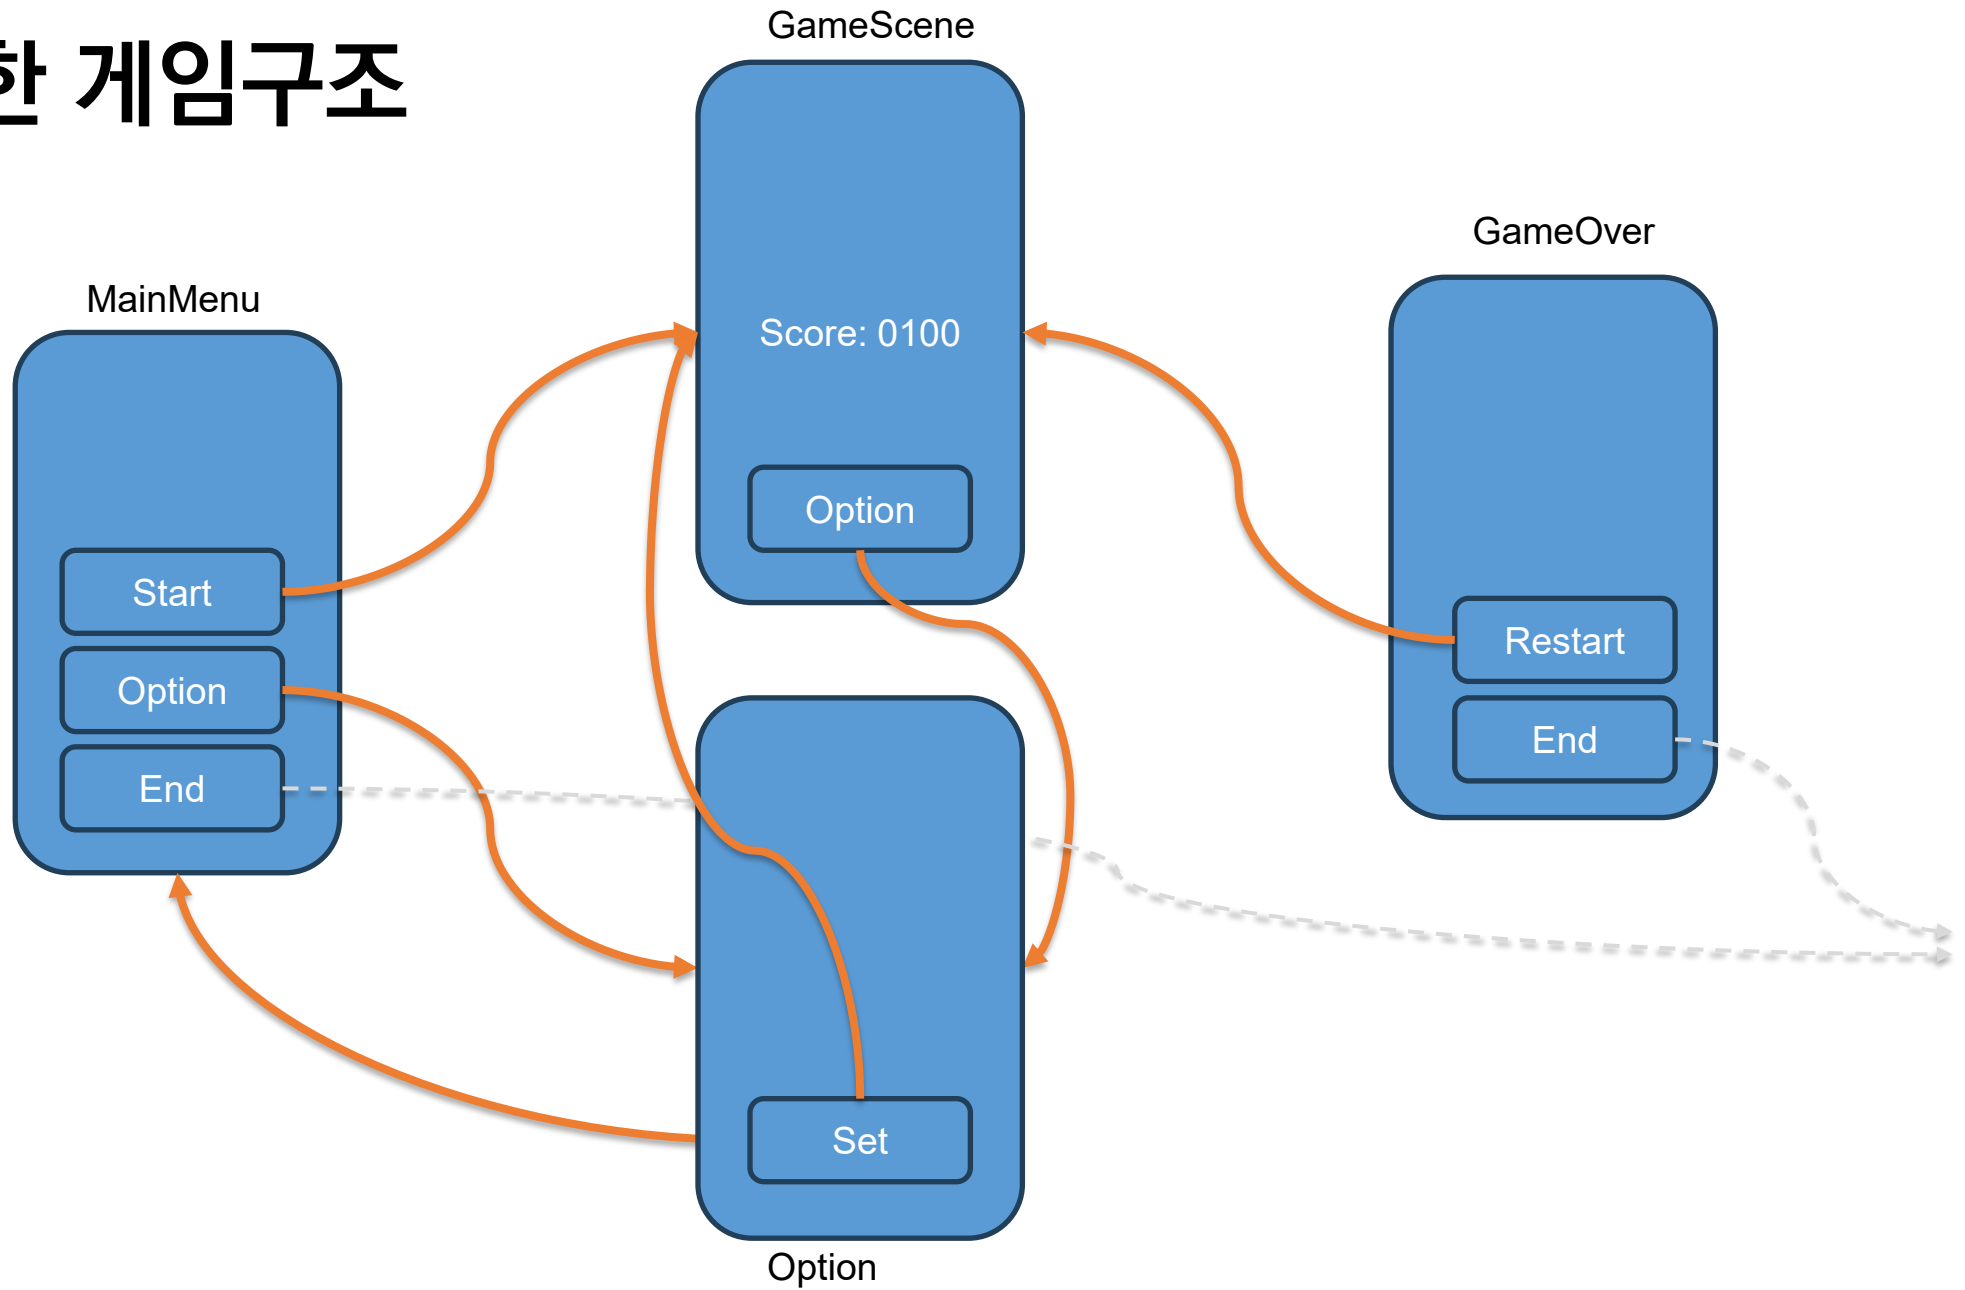 한 게임구조
GameScene
Score: 0100
Option
GameOver
Restart
End
MainMenu
Start
Option
End
Set
Option